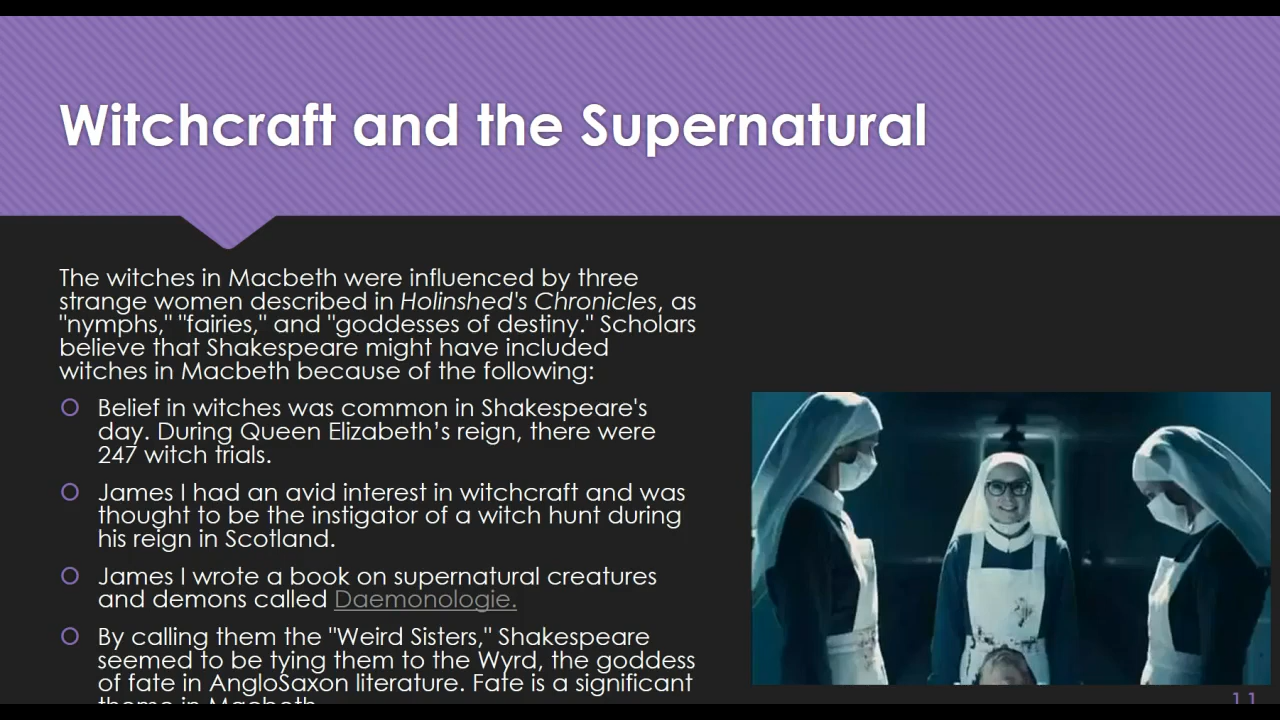 Witchcraft and the Supernatural
The witches in Macbeth were influenced by three
strange women described in Holinshed's Chronicles, as
"nymphs," "fairies," and "goddesses of destiny." Scholars
believe that Shakespeare might have included
witches in Macbeth because of the following:
Belief in witches was common in Shakespeare's
day. During Queen Elizabeth’s reign, there were
247 witch trials.
James I had an avid interest in witchcraft and was
thought to be the instigator of a witch hunt during
his reign in Scotland.
James I wrote a book on supernatural creatures
and demons called Daemonologie.
By calling them the "Weird Sisters," Shakespeare
seemed to be tying them to the Wyrd, the goddess
of fate in AngloSaxon literature. Fate is a significant
theme in Macbeth.
11